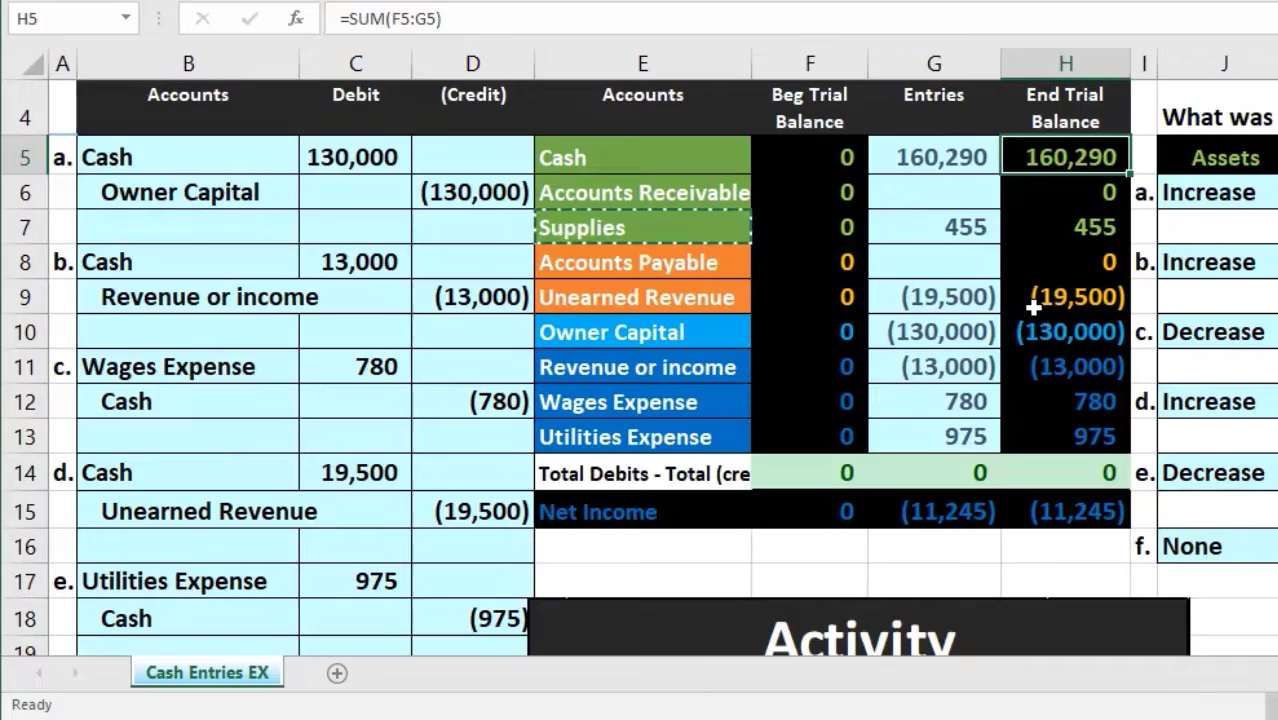 H5 =SUM(F5:G5)
A B C D E F G H I J
4 Accounts Debit (Credit) Accounts Beg Trial Balance Entries End Trial Balance What was
5 a. Cash 130,000 Cash 0 160,290 160,290 Assets
6 Owner Capital (130,000) Accounts Receivable 0 0 a. Increase
7 Supplies 0 455 455
8 b. Cash 13,000 Accounts Payable 0 0 b. Increase
9 Revenue or income (13,000) Unearned Revenue 0 (19,500) (19,500)
10 Owner Capital 0 (130,000) (130,000) c. Decrease
11 c. Wages Expense 780 Revenue or income 0 (13,000) (13,000)
12 Cash (780) Wages Expense 0 780 780 d. Increase
13 Utilities Expense 0 975 975
14 d. Cash 19,500 Total Debits - Total (cre 0 0 0 e. Decrease
15 Unearned Revenue (19,500) Net Income 0 (11,245) (11,245)
16 f. None
17 e. Utilities Expense 975
18 Cash (975)
19 Activity
Cash Entries EX
Ready